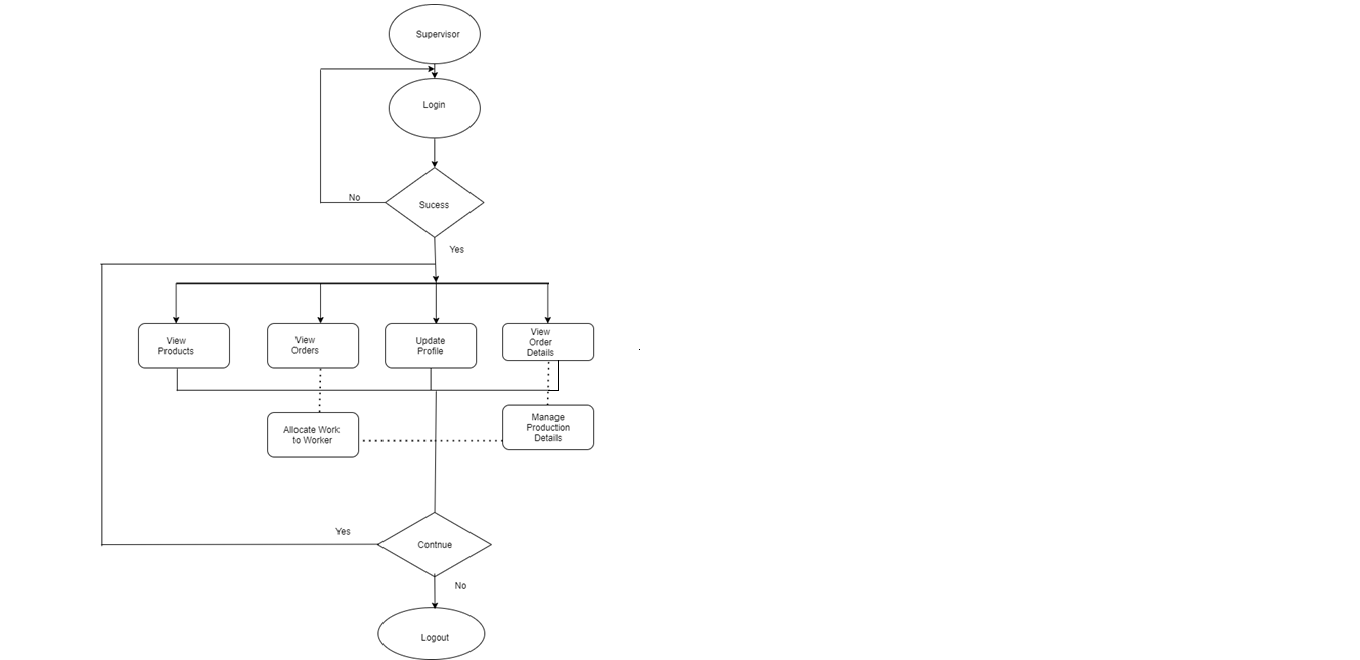 Supervisor
Login
No
Sucess
Yes
View
Products
View
Orders
Update
Profile
View
Order
Details
Allocate Work
to Worker
Manage
Production
Details
Yes
Contnue
No
Logout